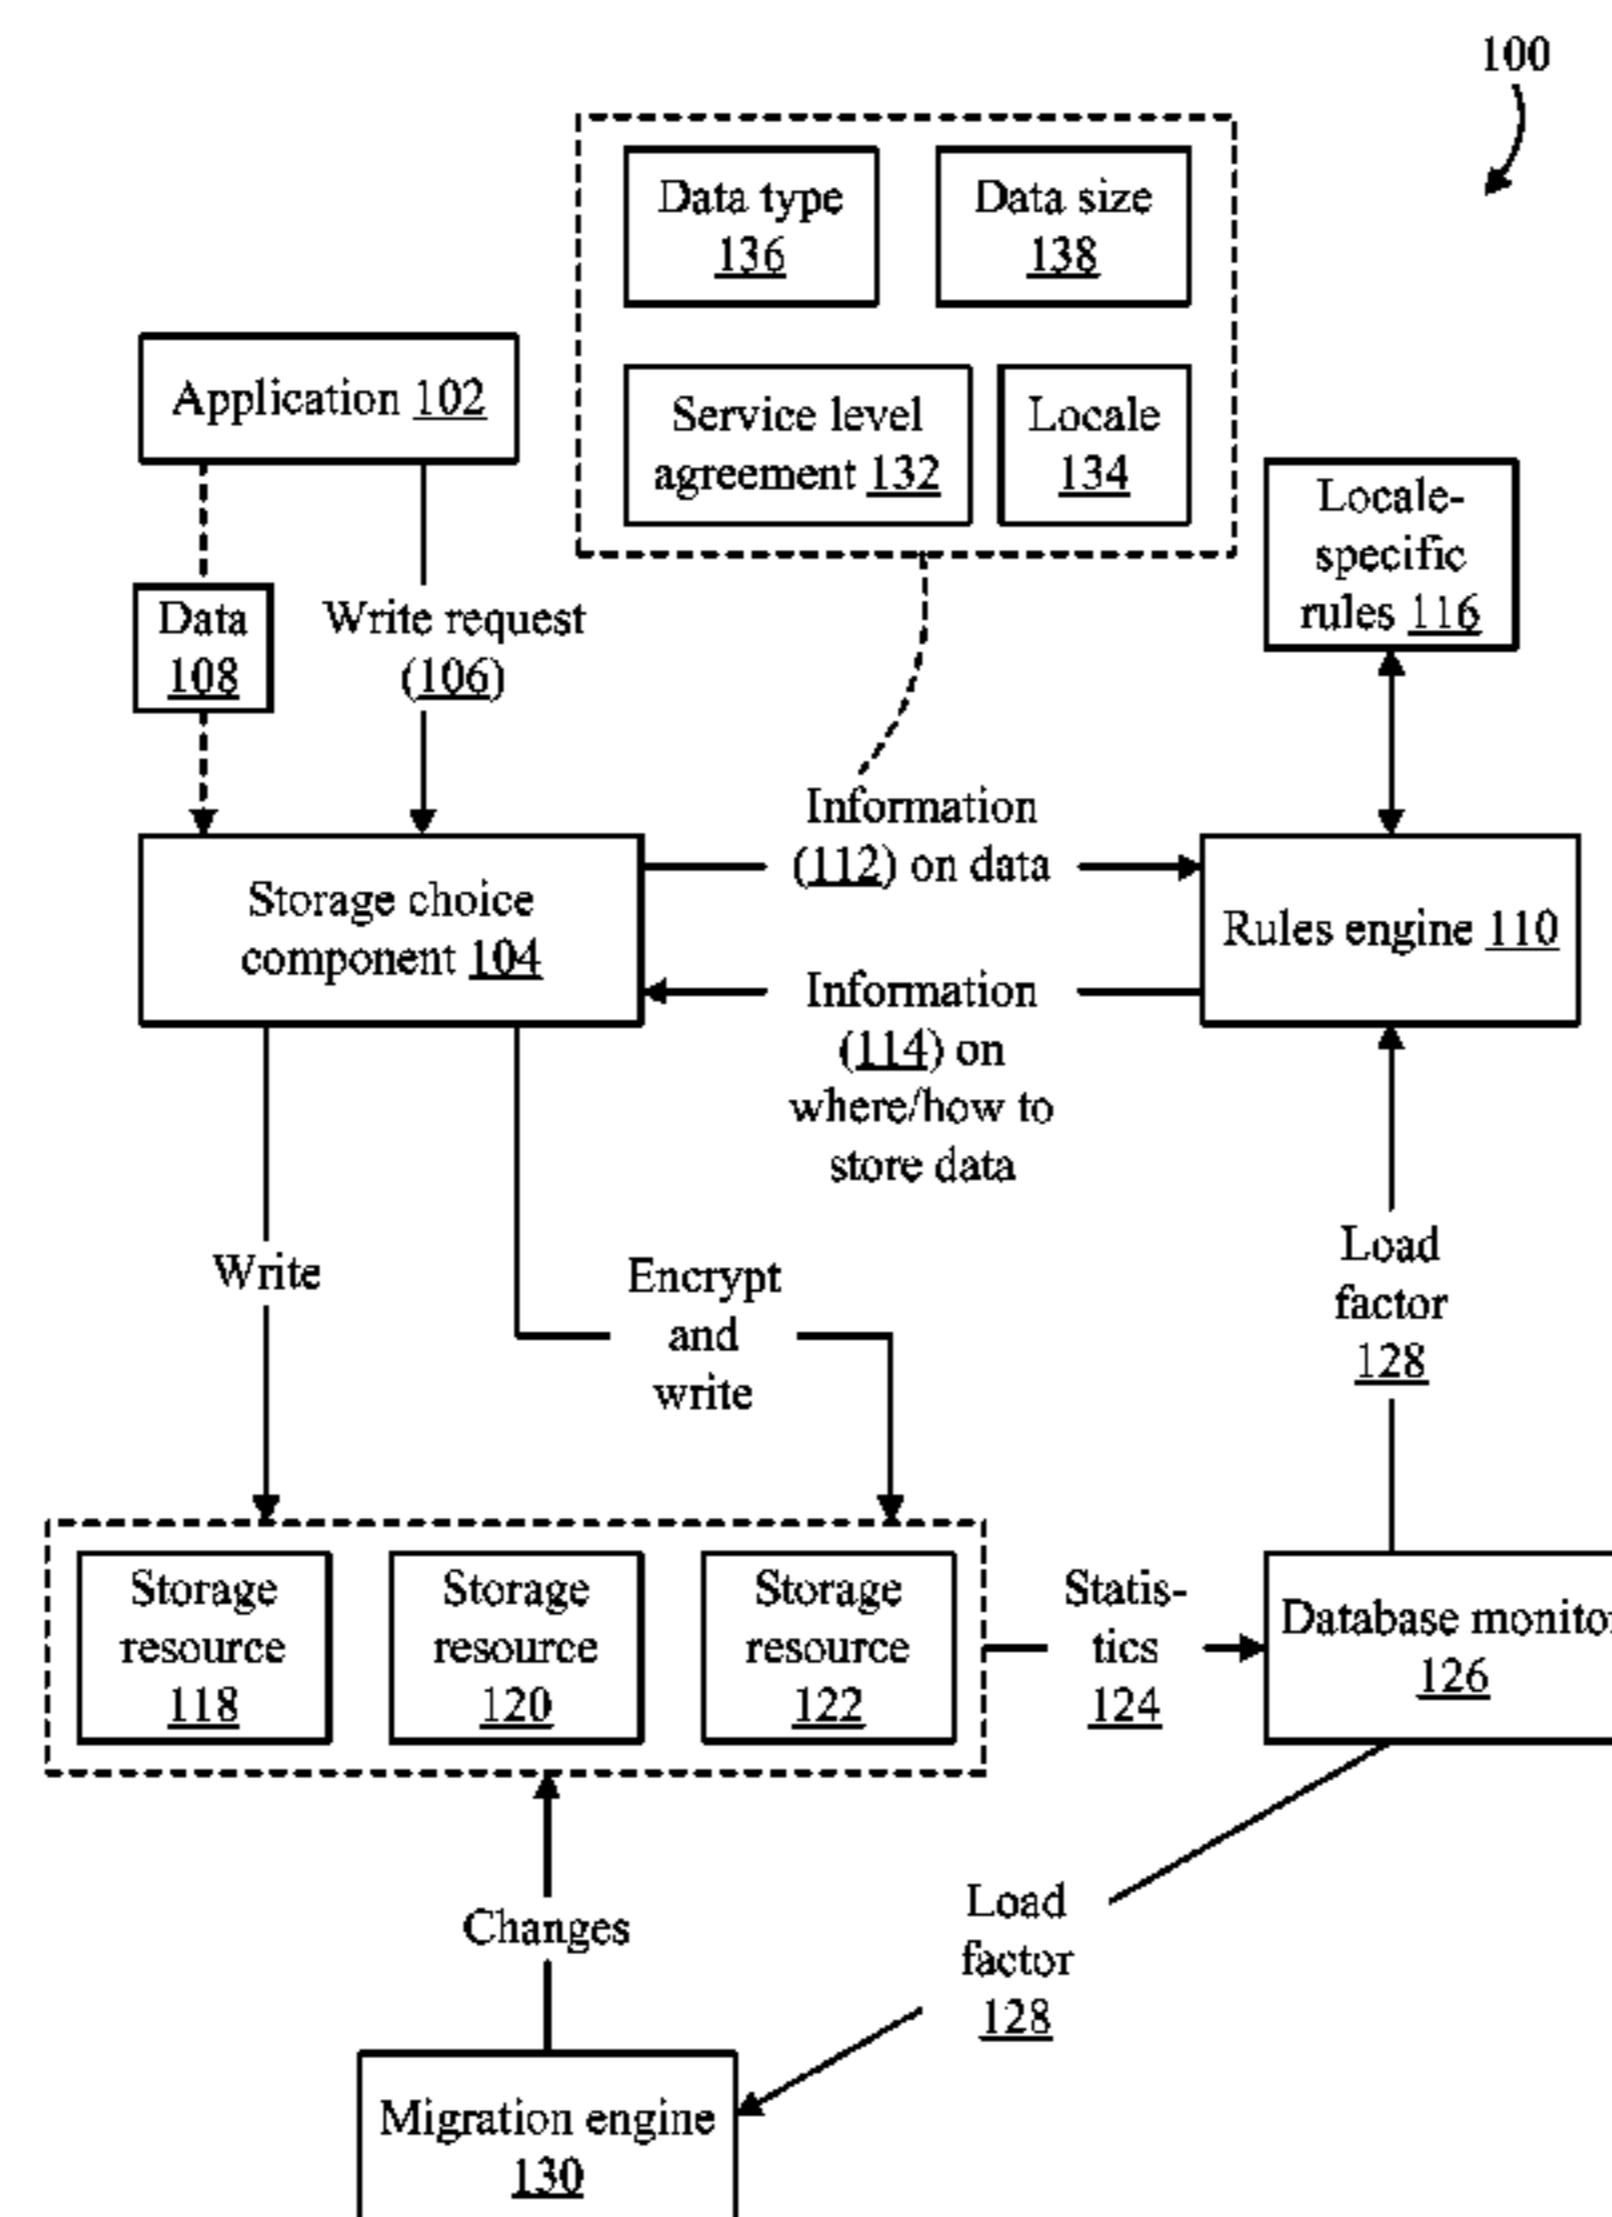 100
Data type
136
Data size
138
Application 102
Service level
agreement 132
Locale
134
Locale-
specific
rules 116
Data
108
Write request
(106)
Information
(112) on data
Storage choice
component 104
Rules engine 110
Information
(114) on
where/how to
store data
Write
Encrypt
and
write
Load
factor
128
Storage
resource
118
Storage
resource
120
Storage
resource
122
Statis-
tics
124
Database monito
126
Changes
Load
factor
128
Migration engine
130